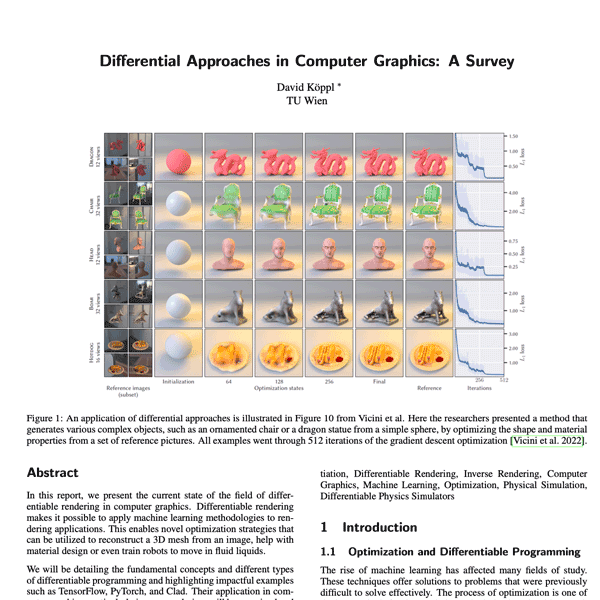 Differential Approaches in Computer Graphics: A Survey
David Köppl *
TU Wien
DRAGON
12 views
CHAIR
32 views
HEAD
12 views
BOAR
32 views
HOTDOG
16 views
1.50
1.00
0.50
L1 loss
4.00
2.00
L1 loss
0.75
0.50
0.25
L1 loss
2.00
1.00
L1 loss
3.00
2.00
1.00
L1 loss
Reference images
(subset)
Initialization
64
128
256
Optimization states
Final
Reference
256
512
Iterations
Figure 1: An application of differential approaches is illustrated in Figure 10 from Vicini et al. Here the researchers presented a method that
generates various complex objects, such as an ornamented chair or a dragon statue from a simple sphere, by optimizing the shape and material
properties from a set of reference pictures. All examples went through 512 iterations of the gradient descent optimization [Vicini et al. 2022].
Abstract
In this report, we present the current state of the field of differ-
entiable rendering in computer graphics. Differentiable rendering
makes it possible to apply machine learning methodologies to ren-
dering applications. This enables novel optimization strategies that
can be utilized to reconstruct a 3D mesh from an image, help with
material design or even train robots to move in fluid liquids.
We will be detailing the fundamental concepts and different types
of differentiable programming and highlighting impactful examples
such as TensorFlow, PyTorch, and Clad. Their application in com-
tiation, Differentiable Rendering, Inverse Rendering, Computer
Graphics, Machine Learning, Optimization, Physical Simulation,
Differentiable Physics Simulators
1 Introduction
1.1 Optimization and Differentiable Programming
The rise of machine learning has affected many fields of study.
These techniques offer solutions to problems that were previously
difficult to solve effectively. The process of optimization is one of